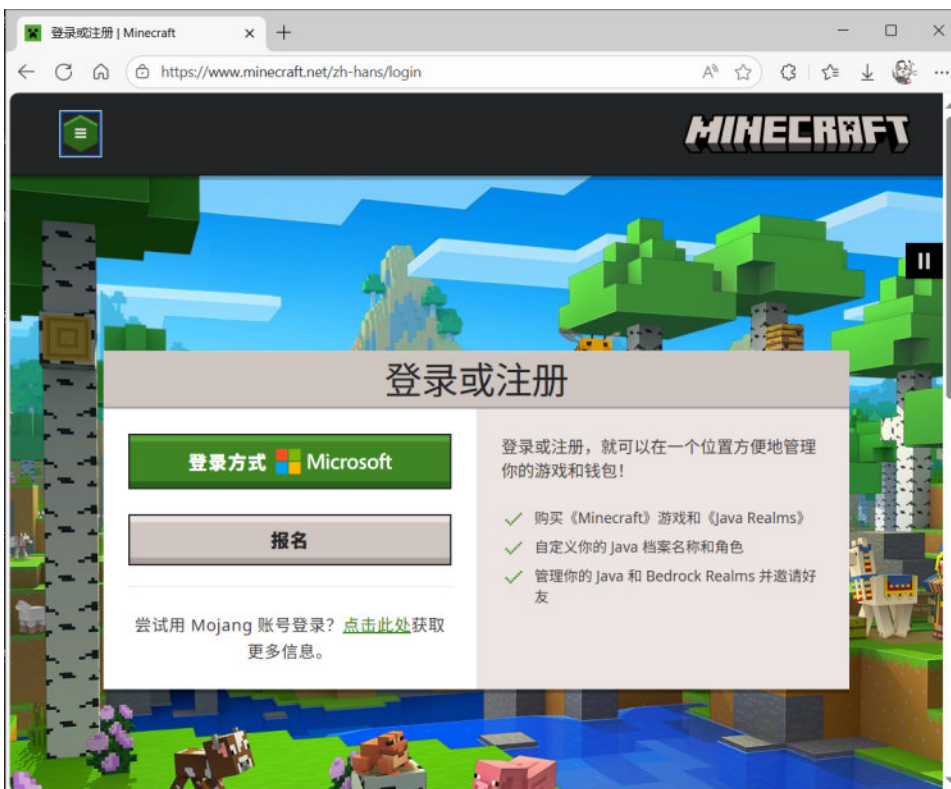 登录或注册 | Minecraft
https://www.minecraft.net/zh-hans/login
MINECRAFT
登录或注册
登录方式 Microsoft
报名
尝试用 Mojang 账号登录？点击此处获取
更多信息。
登录或注册，就可以在一个位置方便地管理
你的游戏和钱包！
购买《Minecraft》游戏和《Java Realms》
自定义你的 Java 档案名称和角色
管理你的 Java 和 Bedrock Realms 并邀请好
友